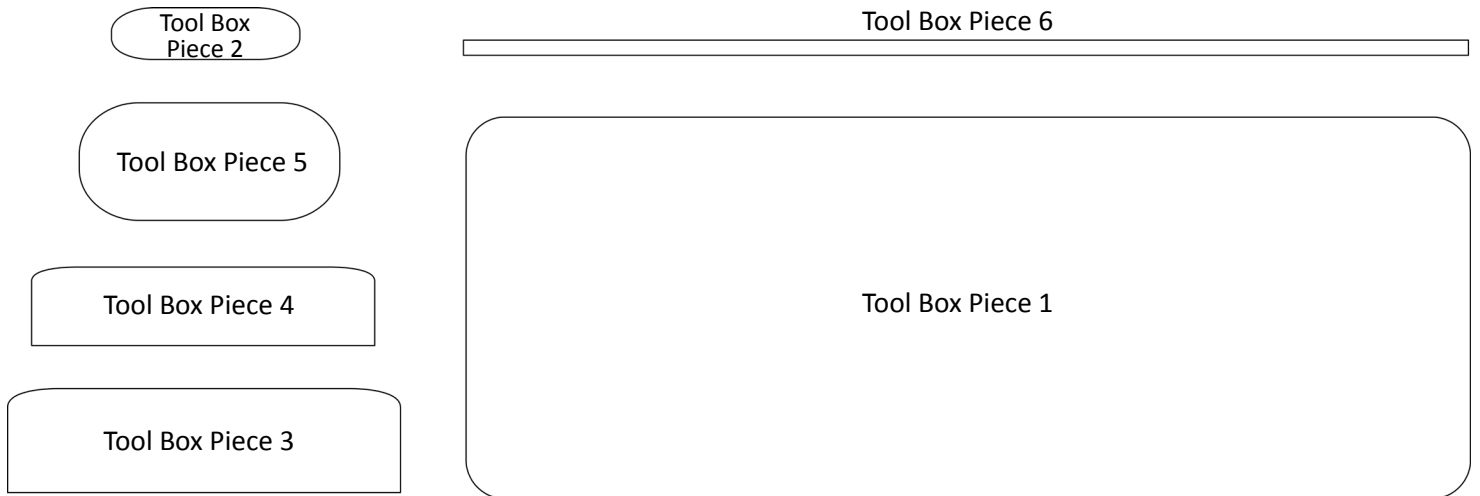 Tool Box
Piece 2
Tool Box Piece 6
Tool Box Piece 5
Tool Box Piece 4
Tool Box Piece 1
Tool Box Piece 3